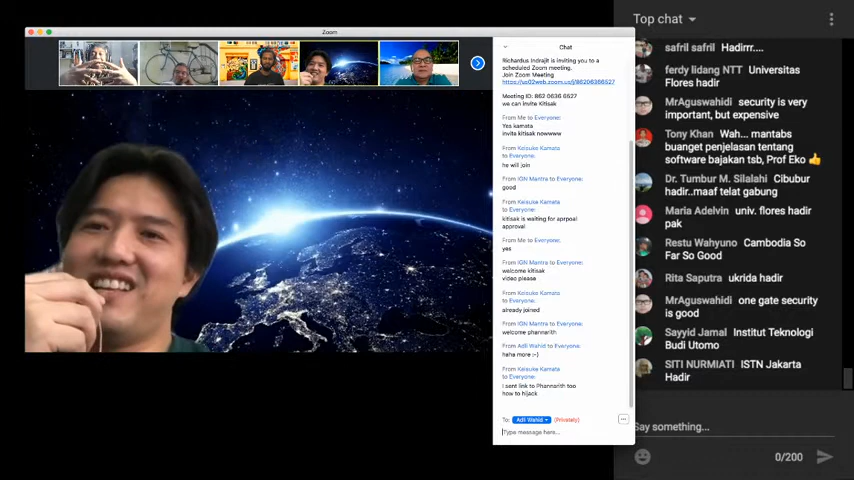 Zoom
Chat
Richardus Indrajit is inviting you to a
scheduled Zoom meeting.
Join Zoom Meeting
https://us02web.zoom.us/j/86206366527
Meeting ID: 862 0636 6527
we can invite Kitisak
From Me to Everyone:
Yes kamata
invite kitisak nowwww
From Keisuke Kamata
to Everyone:
he will join
From IGN Mantra to Everyone:
good
From Keisuke Kamata
to Everyone:
kitisak is waiting for aprpoal
approval
From Me to Everyone:
yes
From IGN Mantra to Everyone:
welcome kitisak
video please
From Keisuke Kamata
to Everyone:
already joined
From IGN Mantra to Everyone:
welcome phannarith
From Adli Wahid to Everyone:
haha more :-)
From Keisuke Kamata
to Everyone:
I sent link to Phannarith too
how to hijack
To: Adli Wahid (Privately)
Type message here...
Top chat
safril safril Hadirrr....
ferdy lidang NTT Universitas
Flores hadir
MrAguswahidi security is very
important, but expensive
Tony Khan Wah... mantabs
buanget penjelasan tentang
software bajakan tsb, Prof Eko 👍
Dr. Tumbur M. Silalahi Cibubur
hadir..maaf telat gabung
Maria Adelvin univ. flores hadir
pak
Restu Wahyuno Cambodia So
Far So Good
Rita Saputra ukrida hadir
MrAguswahidi one gate security
is good
Sayyid Jamal Institut Teknologi
Budi Utomo
SITI NURMIATI ISTN Jakarta
Hadir
Say something...
0/200